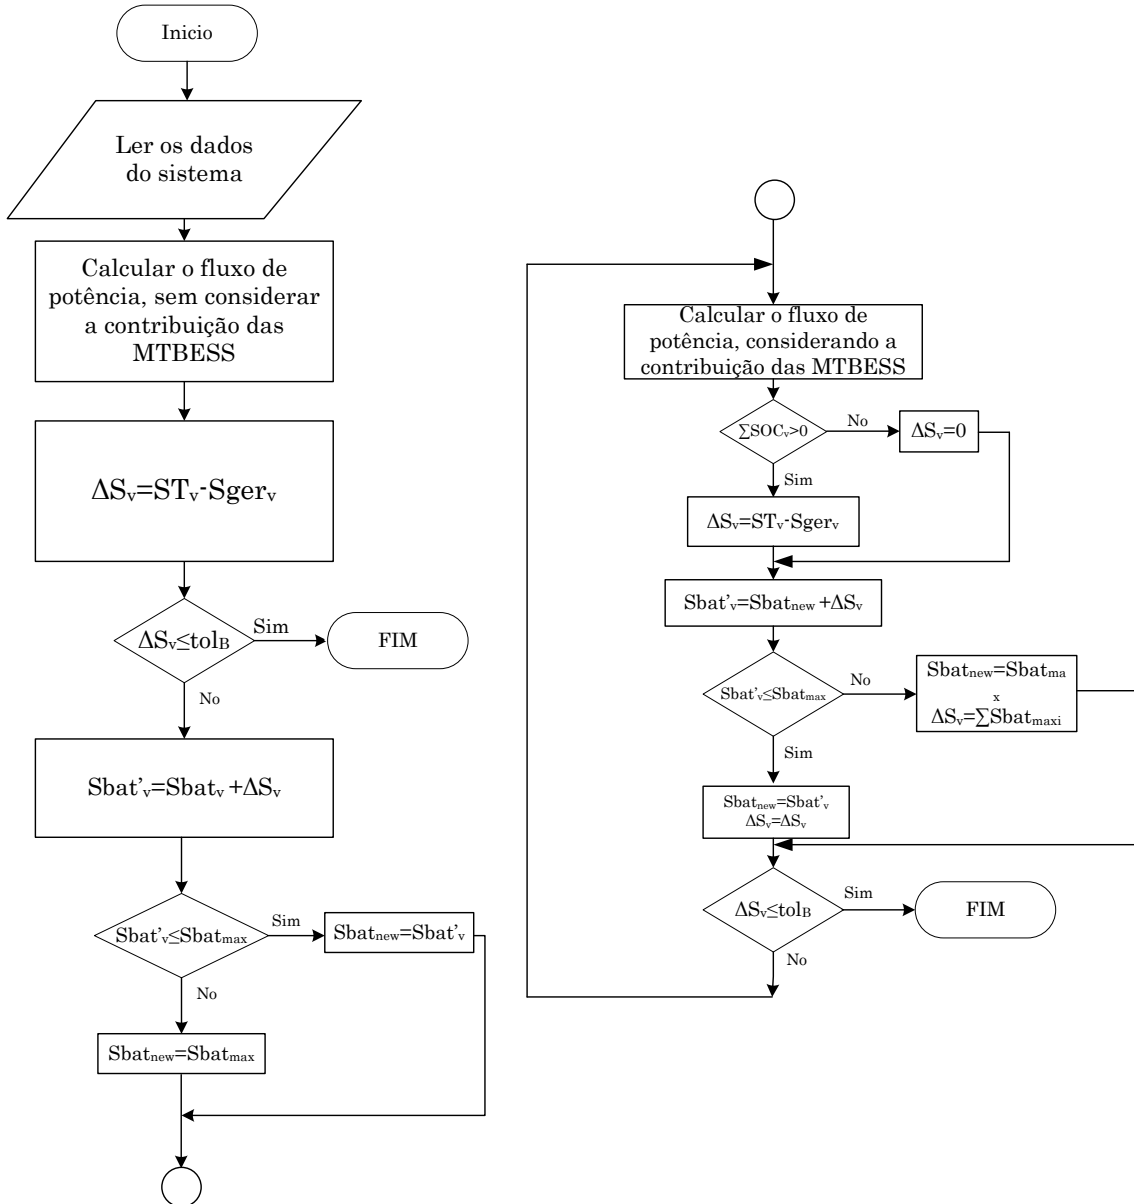 Inicio
Ler os dados
do sistema
Calcular o fluxo de
potência, sem considerar
a contribuição das
MTBESS
ΔSv=STv-Sgerv
ΔSv≤tolB
Sim
FIM
No
Sbat’v=Sbatv+ΔSv
Sbat’v≤Sbatmax
Sim
Sbatnew=Sbat’v
No
Sbatnew=Sbatmax
Calcular o fluxo de
potência, considerando a
contribuição das MTBESS
∑SOCv>0
No
ΔSv=0
Sim
ΔSv=STv-Sgerv
Sbat’v=Sbatnew+ΔSv
Sbat’v≤Sbatmax
No
Sbatnew=Sbatma
x
ΔSv=∑Sbatmaxi
Sim
Sbatnew=Sbat’v
ΔSv=ΔSv
ΔSv≤tolB
Sim
FIM
No